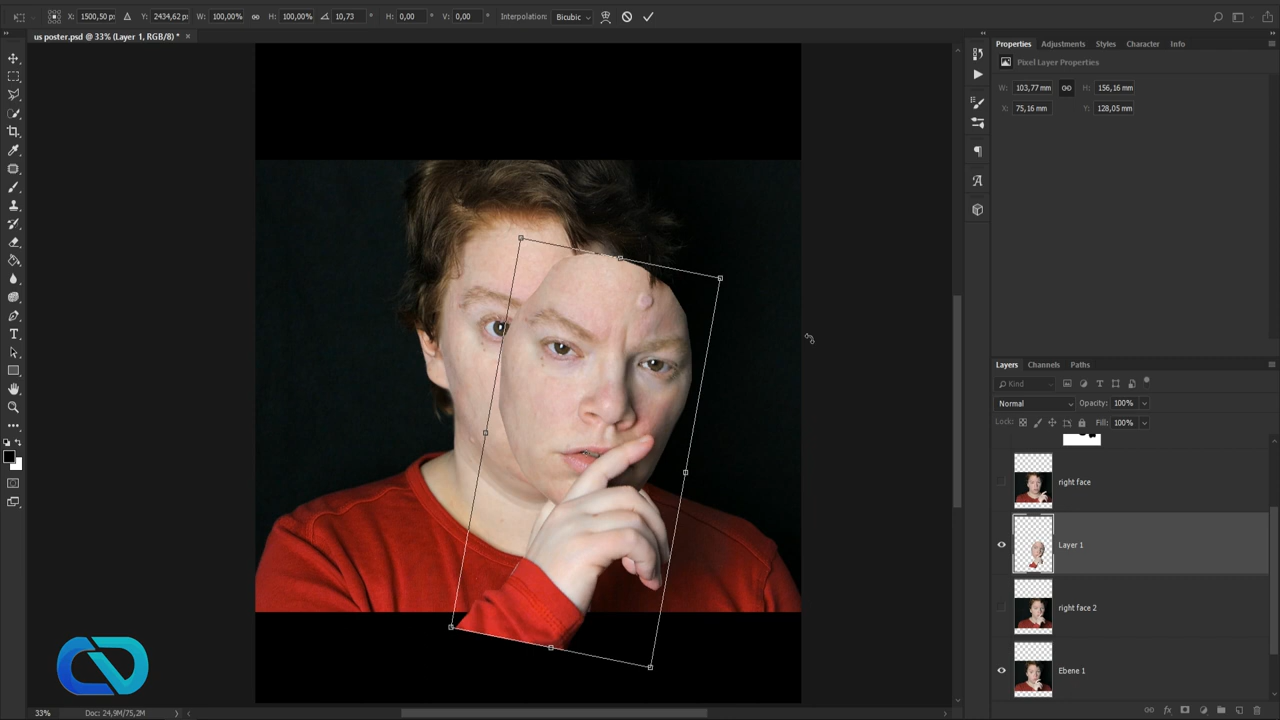 X: 1500,50 p: Y: 2434,62 p: W: 100,00% H: 100,00% 10,73 ° H: 0,00 ° V: 0,00 ° Interpolation: Bicubic
us poster.psd @ 33% (Layer 1, RGB/8) * ×
Properties Adjustments Styles Character Info
Pixel Layer Properties
W: 103,77 mm H: 156,16 mm
X: 75,16 mm Y: 128,05 mm
Layers Channels Paths
Kind
Normal Opacity: 100%
Lock: Fill: 100%
right face
Layer 1
right face 2
Ebene 1
33% Doc: 24,9M/75,2M